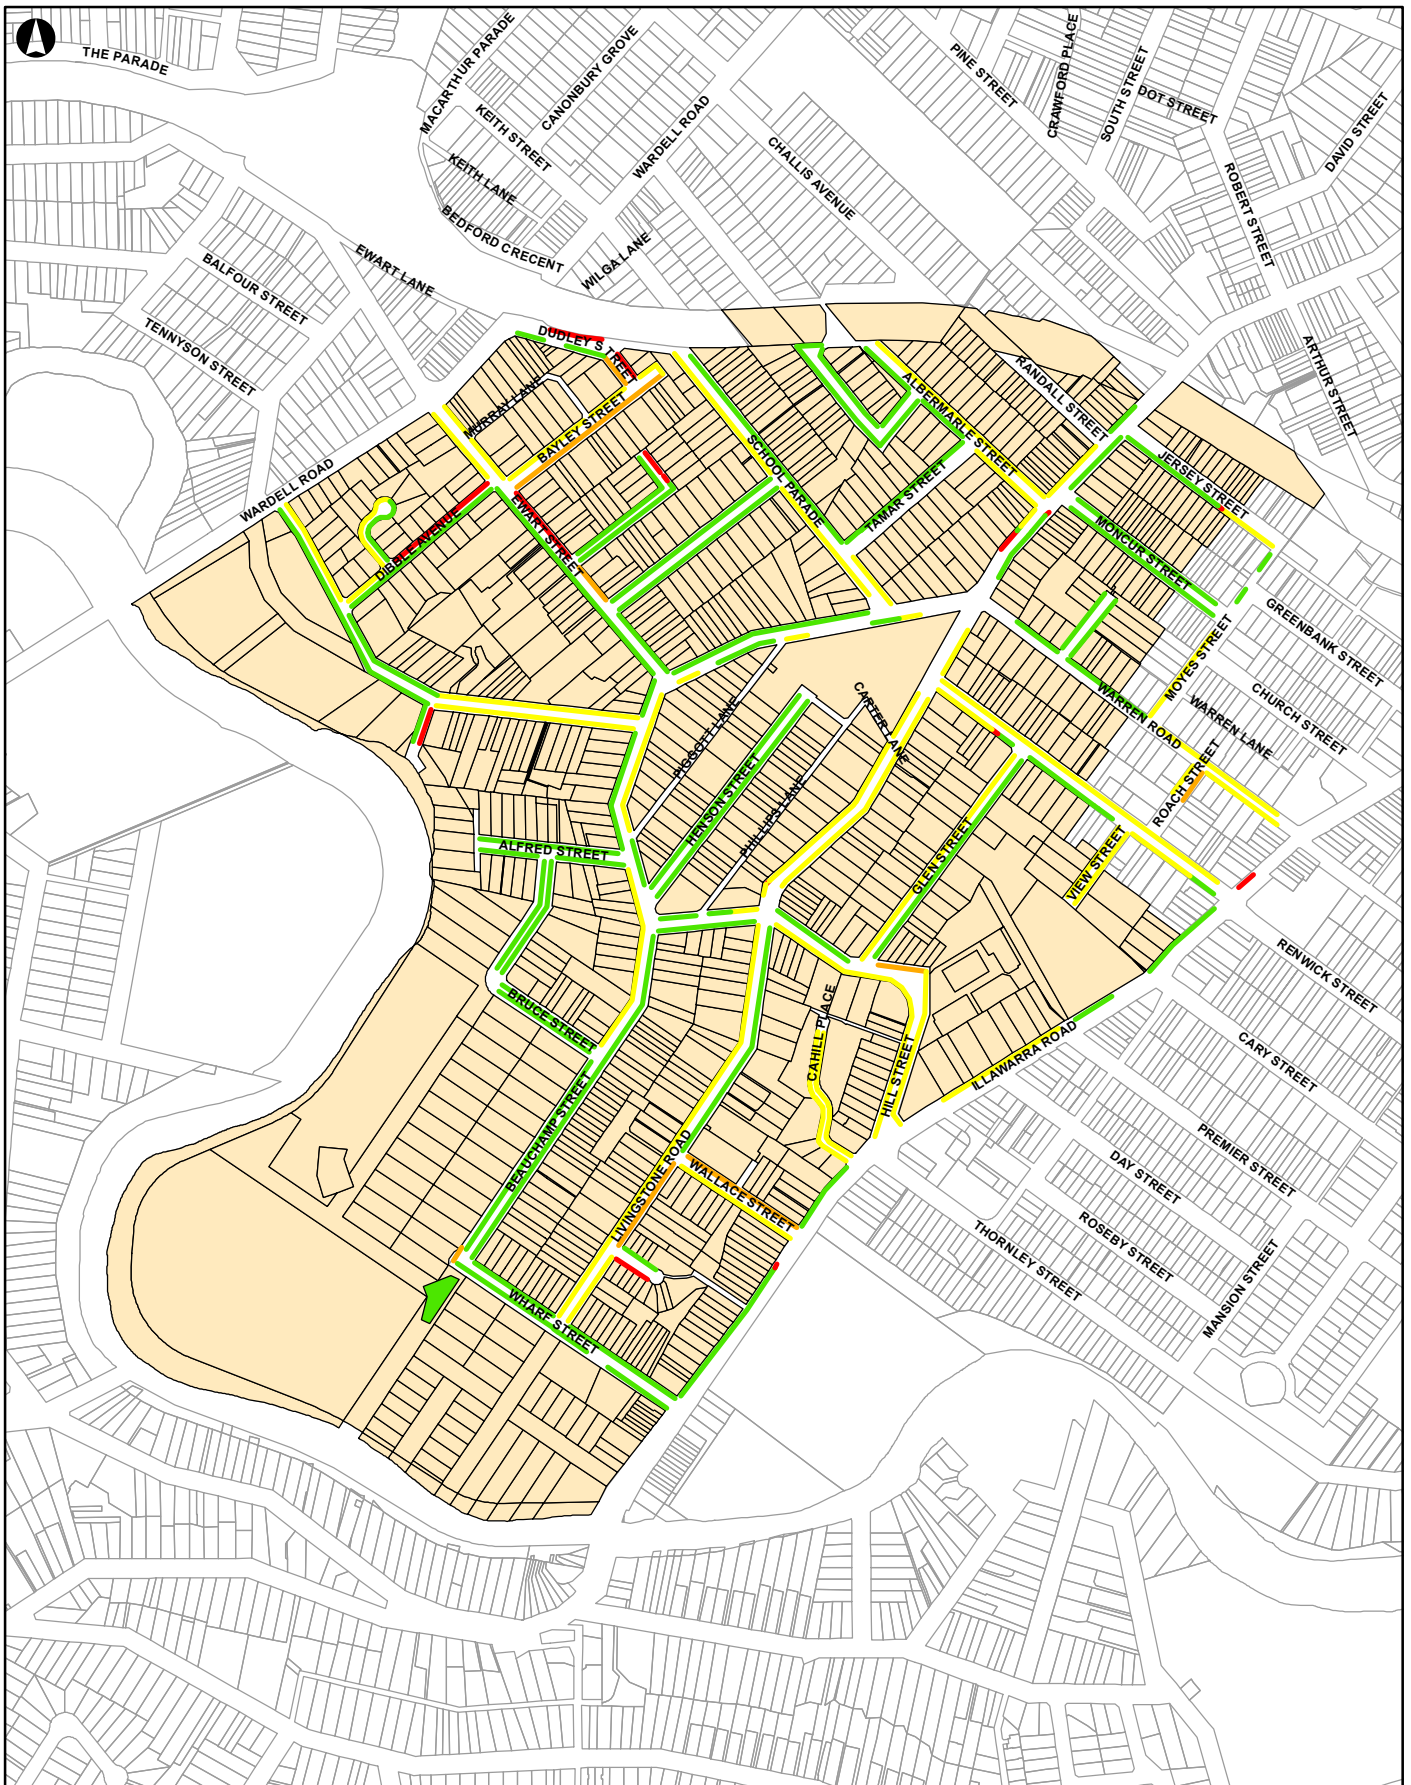 THE PARADE
MACARTHUR PARADE
CANONBURY GROVE
KEITH STREET
WARDELL ROAD
KEITH LANE
BEDFORD CRECENT
WILGA LANE
CHALLIS AVENUE
PINE STREET
CRAWFORD PLACE
SOUTH STREET
DOT STREET
DAVID STREET
ROBERT STREET
EWART LANE
BALFOUR STREET
TENNYSON STREET
ARTHUR STREET
DUDLEY STREET
MURRAY LANE
BAYLEY STREET
WARDELL ROAD
DIBBLE AVENUE
EWART STREET
SCHOOL PARADE
TAMAR STREET
ALBERMARLE STREET
RANDALL STREET
JERSEY STREET
MONCUR STREET
GREENBANK STREET
MOYES STREET
CHURCH STREET
WARREN LANE
WARREN ROAD
ROACH STREET
VIEW STREET
CARTER LANE
PIGGOTT LANE
HENSON STREET
PHILLIPS LANE
GLEN STREET
ALFRED STREET
BRUCE STREET
BEAUCHAMP STREET
LIVINGSTONE ROAD
WALLACE STREET
CAHILL PLACE
HILL STREET
ILLAWARRA ROAD
RENWICK STREET
CARY STREET
PREMIER STREET
DAY STREET
ROSEBY STREET
THORNLEY STREET
MANSION STREET
WHARF STREET